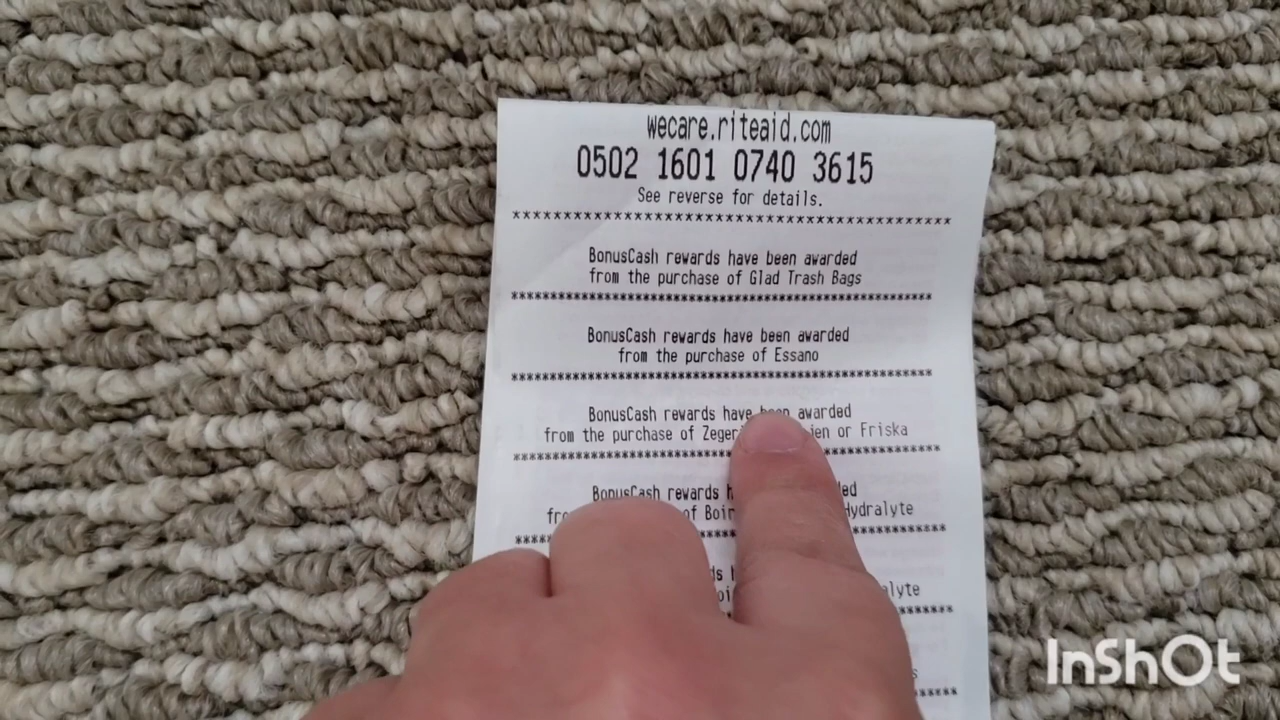 wecare.riteaid.com
0502 1601 0740 3615
See reverse for details.
******************************************
BonusCash rewards have been awarded
from the purchase of Glad Trash Bags
******************************************
BonusCash rewards have been awarded
from the purchase of Essano
******************************************
BonusCash rewards have been awarded
from the purchase of or Friska
******************************************
BonusCash rewards
of Hydralyte
******************************************
InShOt